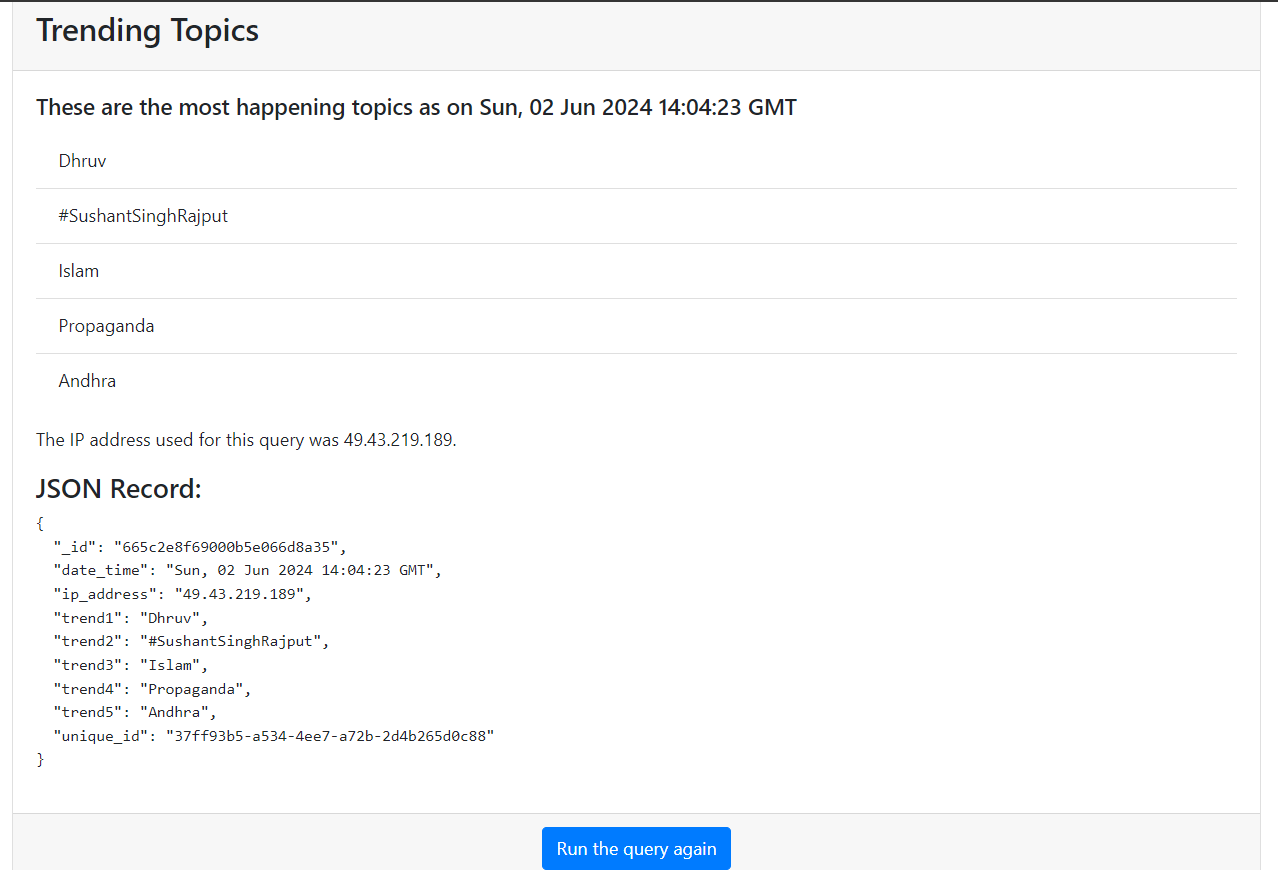 Trending Topics
These are the most happening topics as on Sun, 02 Jun 2024 14:04:23 GMT
Dhruv
#SushantSinghRajput
Islam
Propaganda
Andhra
The IP address used for this query was 49.43.219.189.
JSON Record:
{
  "_id": "665c2e8f69000b5e066d8a35",
  "date_time": "Sun, 02 Jun 2024 14:04:23 GMT",
  "ip_address": "49.43.219.189",
  "trend1": "Dhruv",
  "trend2": "#SushantSinghRajput",
  "trend3": "Islam",
  "trend4": "Propaganda",
  "trend5": "Andhra",
  "unique_id": "37ff93b5-a534-4ee7-a72b-2d4b265d0c88"
}
Run the query again